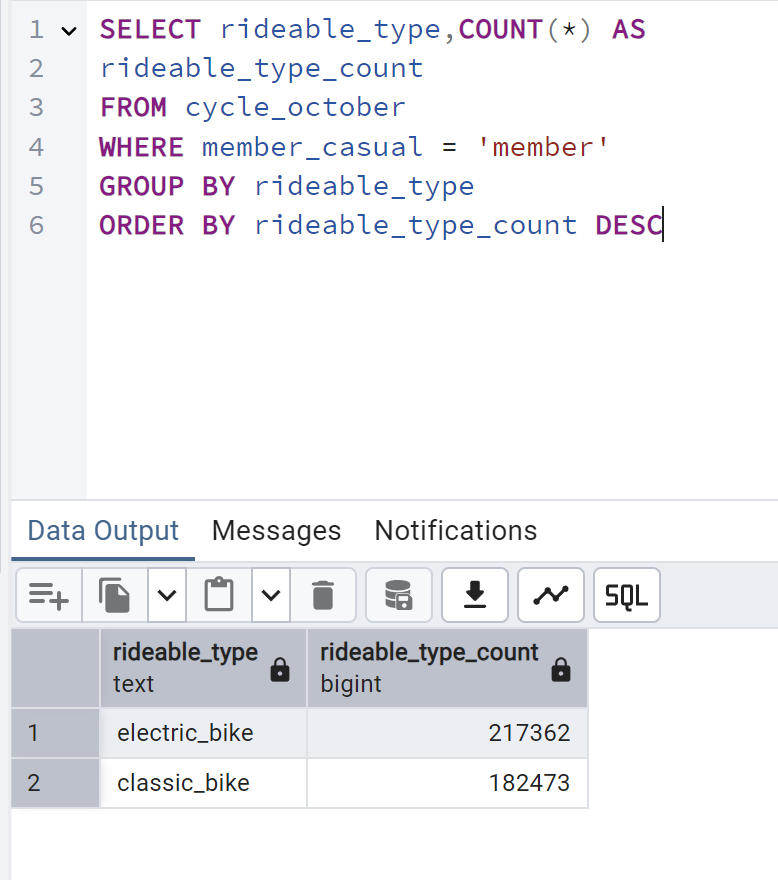 1 SELECT rideable_type,COUNT(*) AS
2 rideable_type_count
3 FROM cycle_october
4 WHERE member_casual = 'member'
5 GROUP BY rideable_type
6 ORDER BY rideable_type_count DESC
Data Output Messages Notifications
SQL
rideable_type rideable_type_count
text bigint
1 electric_bike 217362
2 classic_bike 182473